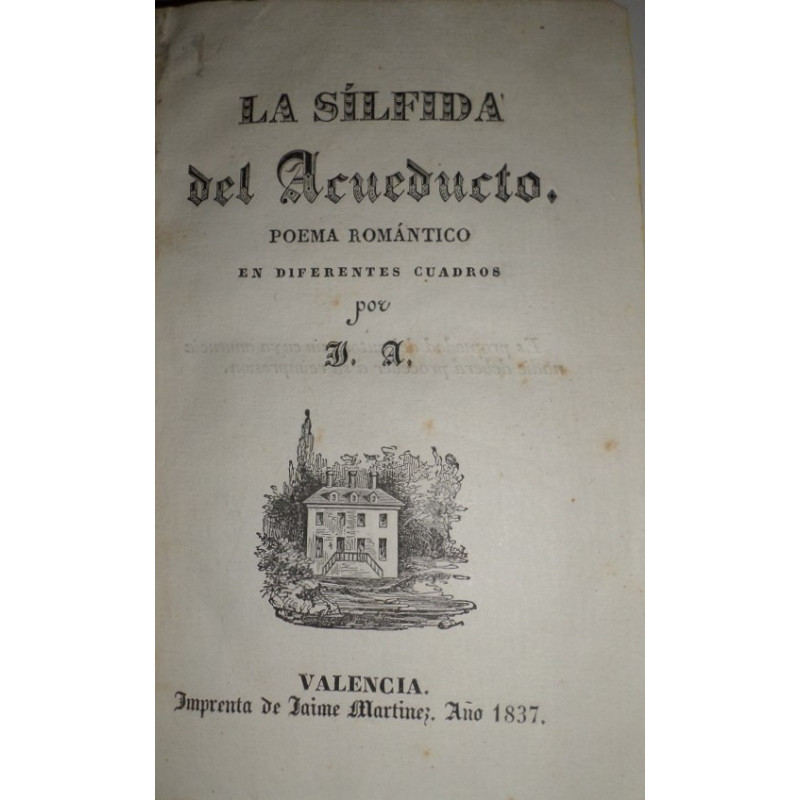 LA SÍLFIDA
del Acueducto.
POEMA ROMÁNTICO
EN DIFERENTES CUADROS
por
J. A.
VALENCIA.
Imprenta de Jaime Martinez. Año 1837.